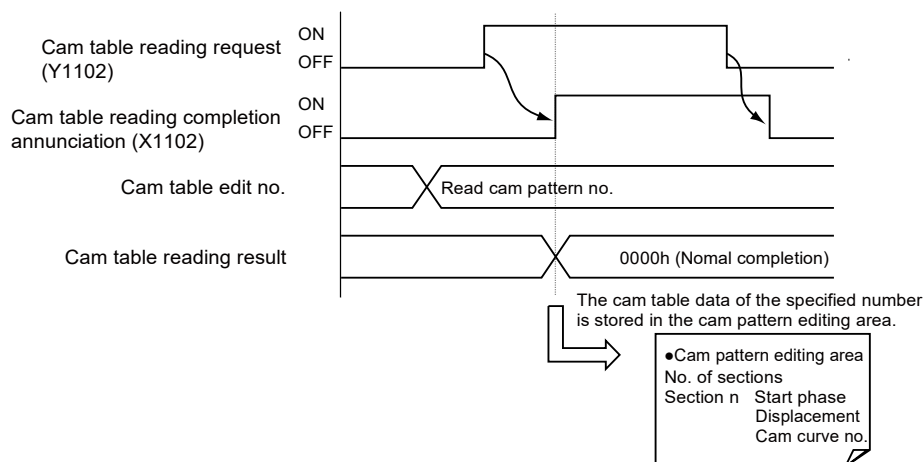 Cam table reading request
(Y1102)
ON
OFF
Cam table reading completion
annunciation (X1102)
ON
OFF
Cam table edit no.
Read cam pattern no.
Cam table reading result
0000h (Nomal completion)
The cam table data of the specified number
is stored in the cam pattern editing area.
●Cam pattern editing area
No. of sections
Section n Start phase
Displacement
Cam curve no.